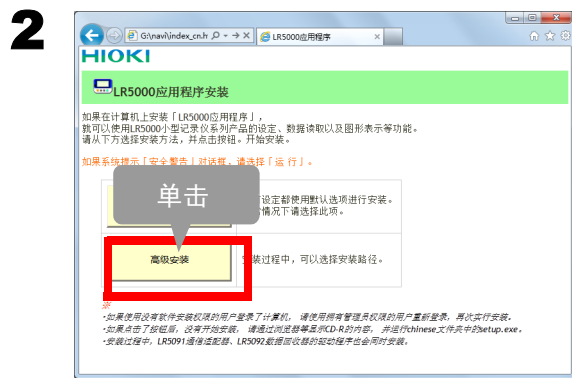 2
G:\navi\index_cn.h
LR5000应用程序
HIOKI
LR5000应用程序安装
如果在计算机上安装「LR5000应用程序」，
就可以使用LR5000小型记录仪系列产品的设定、数据读取以及图形表示等功能。
请从下方选择安装方法，并点击按钮。开始安装。
如果系统提示「安全警告」对话框，请选择「运 行」。
单击
设定都使用默认选项进行安装。
情况下请选择此项。
高级安装
装过程中，可以选择安装路径。
※
·如果使用没有软件安装权限的用户登录了计算机， 请使用拥有管理员权限的用户重新登录，再次实行安装。
·如果点击了按钮后，没有开始安装， 请通过浏览器等显示CD-R的内容， 并运行chinese文件夹中的setup.exe。
·安装过程中，LR5091通信适配器、LR5092数据回收器的驱动程序也会同时安装。